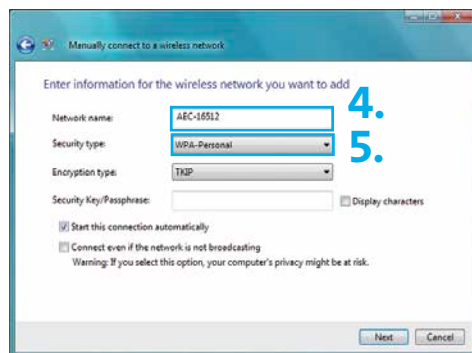 Manually connect to a wireless network
Enter information for the wireless network you want to add
4.
Network name: AEC-16512
5.
Security type: WPA-Personal
Encryption type: TKIP
Security Key/Passphrase: Display characters
Start this connection automatically
Connect even if the network is not broadcasting
Warning: If you select this option, your computer's privacy might be at risk.
Next Cancel